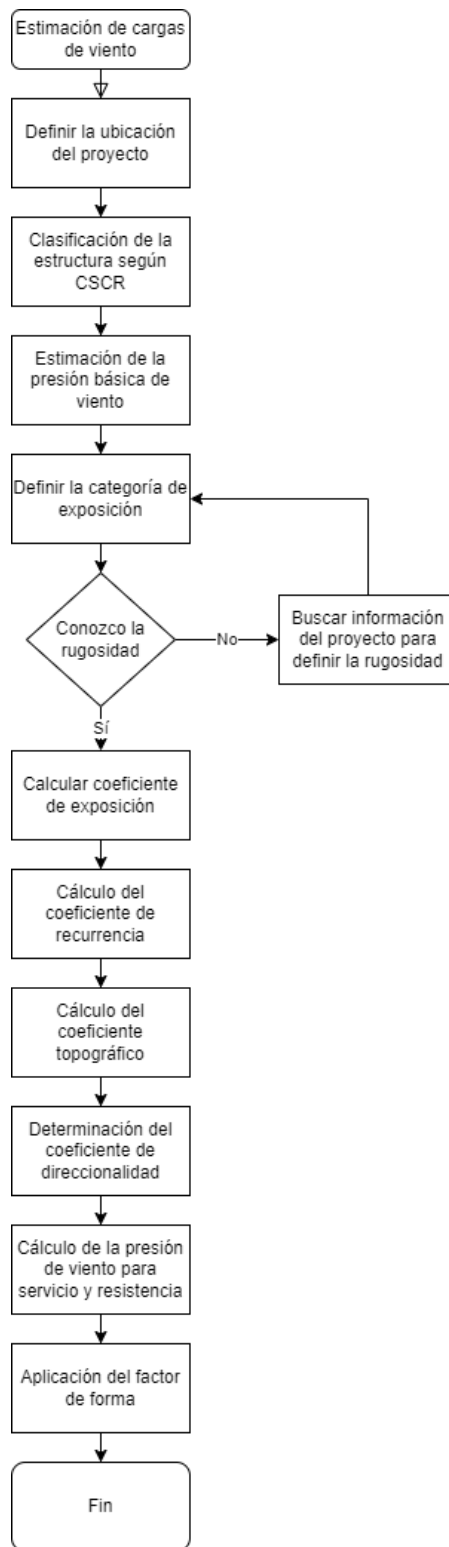 Estimación de cargas
de viento
Definir la ubicación
del proyecto
Clasificación de la
estructura según
CSCR
Estimación de la
presión básica de
viento
Definir la categoría de
exposición
Conozco la
rugosidad
No
Buscar información
del proyecto para
definir la rugosidad
Sí
Calcular coeficiente
de exposición
Cálculo del
coeficiente de
recurrencia
Cálculo del
coeficiente
topográfico
Determinación del
coeficiente de
direccionalidad
Cálculo de la presión
de viento para
servicio y resistencia
Aplicación del factor
de forma
Fin